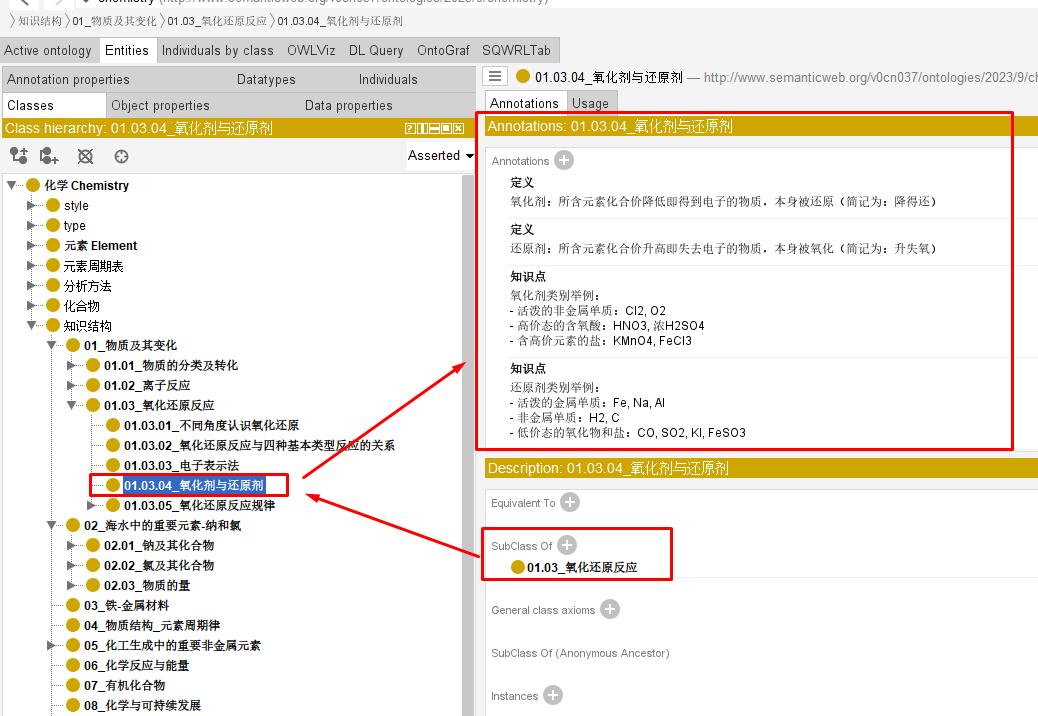 〉知识结构〉01_物质及其变化〉01.03_氧化还原反应〉01.03.04_氧化剂与还原剂
Active ontology Entities Individuals by class OWLViz DL Query OntoGraf SQWRLTab
Annotation properties Datatypes Individuals
Classes Object properties Data properties
Class hierarchy: 01.03.04_氧化剂与还原剂
Asserted
化学 Chemistry
style
type
元素 Element
元素周期表
分析方法
化合物
知识结构
01_物质及其变化
01.01_物质的分类及转化
01.02_离子反应
01.03_氧化还原反应
01.03.01_不同角度认识氧化还原
01.03.02_氧化还原反应与四种基本类型反应的关系
01.03.03_电子表示法
01.03.04_氧化剂与还原剂
01.03.05_氧化还原反应规律
02_海水中的重要元素-纳和氯
02.01_钠及其化合物
02.02_氯及其化合物
02.03_物质的量
03_铁-金属材料
04_物质结构_元素周期律
05_化工生成中的重要非金属元素
06_化学反应与能量
07_有机化合物
08_化学与可持续发展
01.03.04_氧化剂与还原剂 — http://www.semanticweb.org/v0cn037/ontologies/2023/9/ch
Annotations Usage
Annotations: 01.03.04_氧化剂与还原剂
Annotations
定义
氧化剂：所含元素化合价降低即得到电子的物质，本身被还原（简记为：降得还）
定义
还原剂：所含元素化合价升高即失去电子的物质，本身被氧化（简记为：升失氧）
知识点
氧化剂类别举例：
- 活泼的非金属单质：Cl2, O2
- 高价态的含氧酸：HNO3, 浓H2SO4
- 含高价元素的盐：KMnO4, FeCl3
知识点
还原剂类别举例：
- 活泼的金属单质：Fe, Na, Al
- 非金属单质：H2, C
- 低价态的氧化物和盐：CO, SO2, KI, FeSO3
Description: 01.03.04_氧化剂与还原剂
Equivalent To
SubClass Of
01.03_氧化还原反应
General class axioms
SubClass Of (Anonymous Ancestor)
Instances